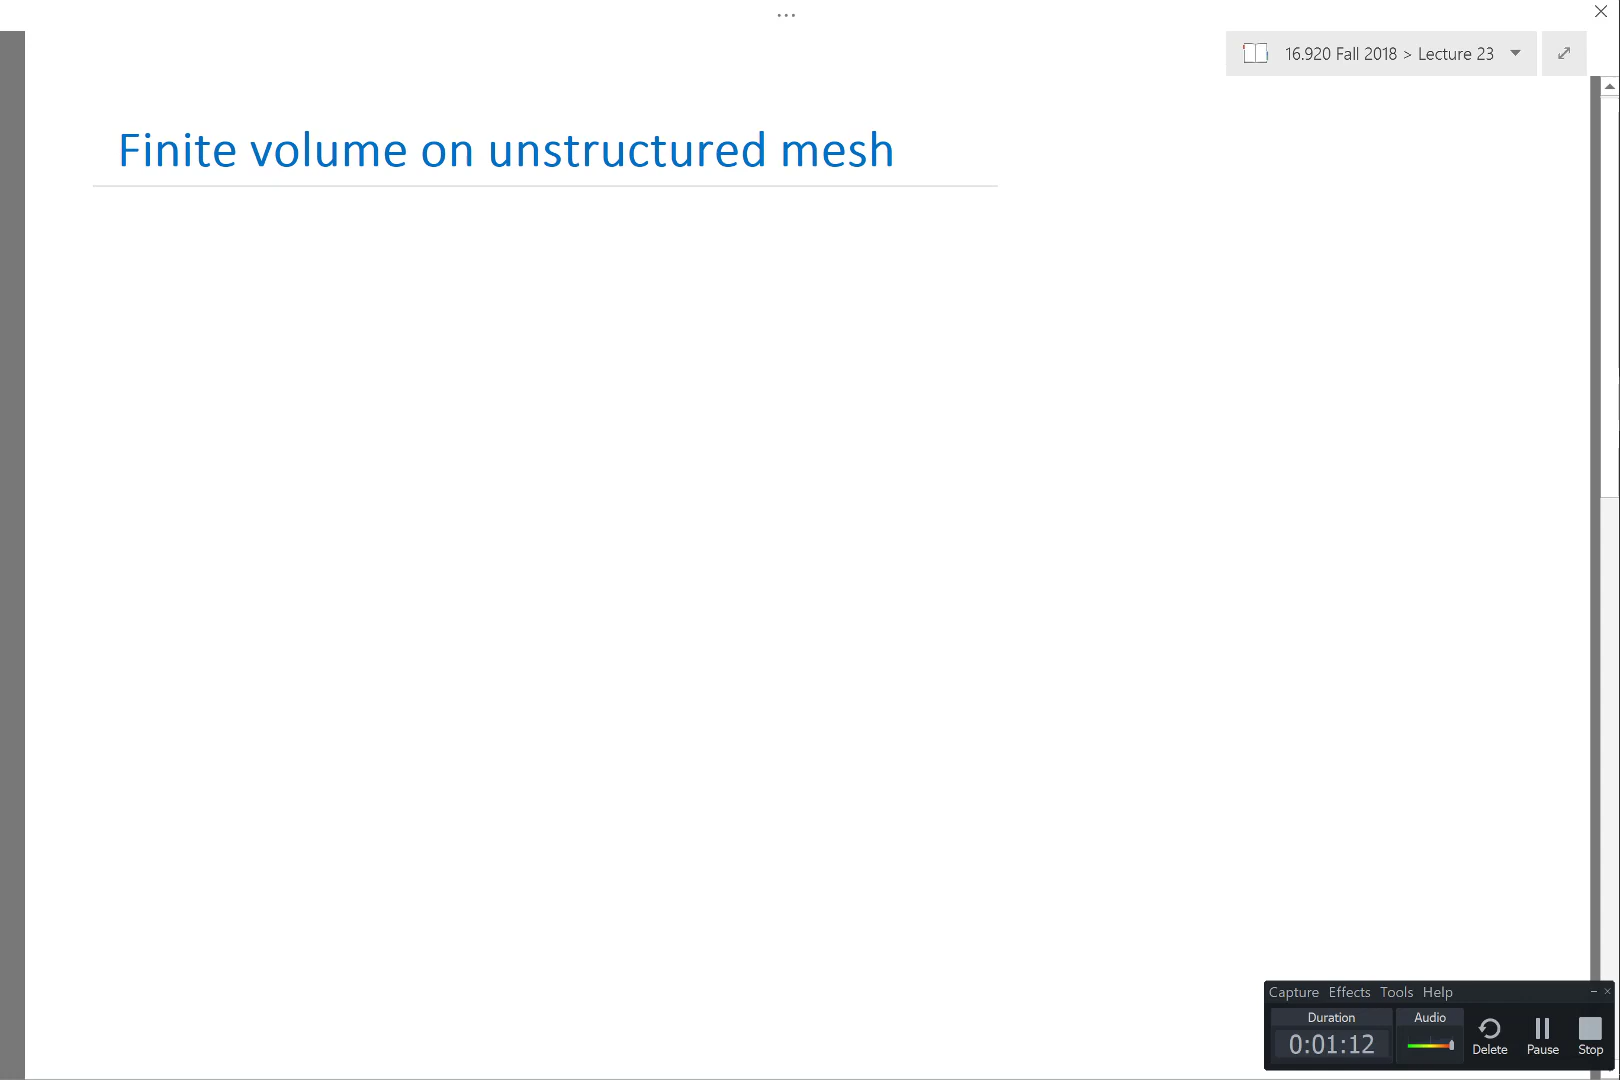 ...
16.920 Fall 2018 > Lecture 23
Finite volume on unstructured mesh
Capture Effects Tools Help
Duration
Audio
0:01:12
Delete
Pause
Stop